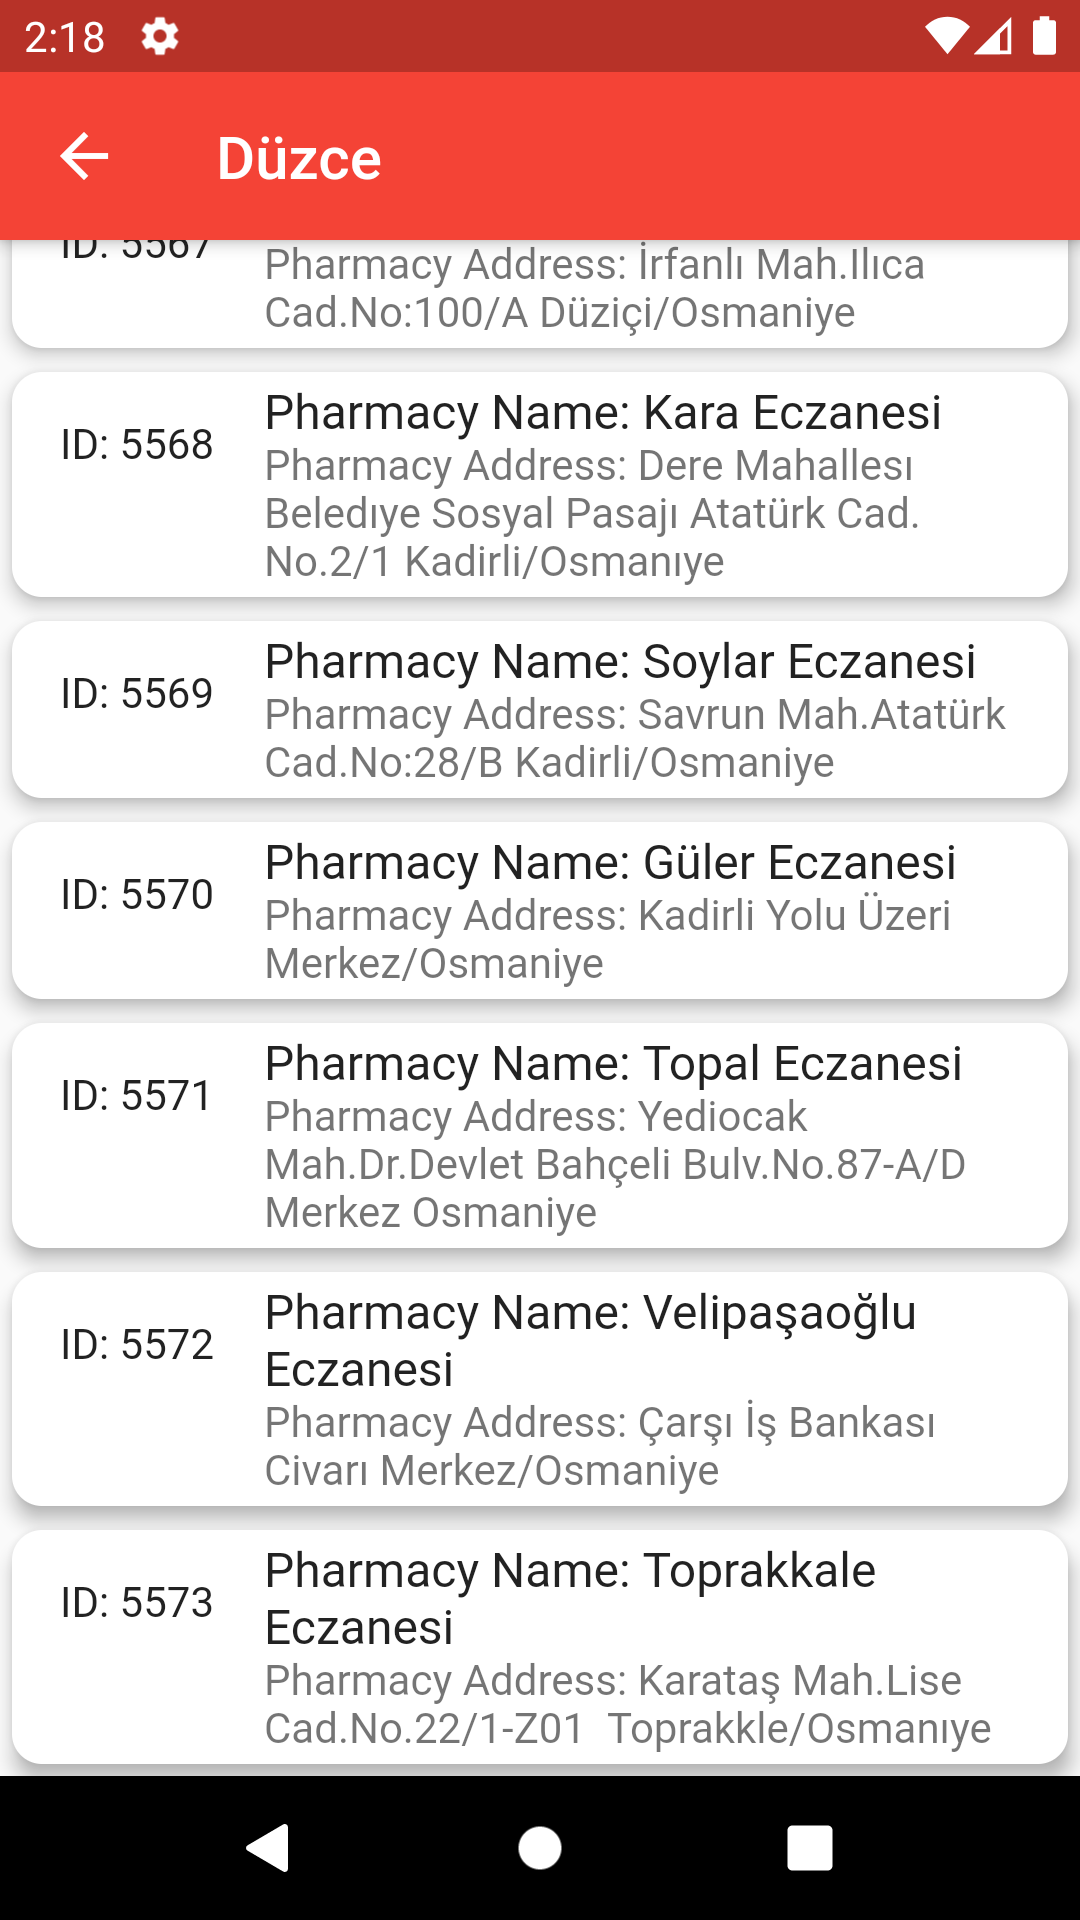 2:18
Düzce
ID: 5567
Pharmacy Address: İrfanlı Mah.Ilıca
Cad.No:100/A Düziçi/Osmaniye
Pharmacy Name: Kara Eczanesi
ID: 5568
Pharmacy Address: Dere Mahallesı
Beledıye Sosyal Pasajı Atatürk Cad.
No.2/1 Kadirli/Osmanıye
Pharmacy Name: Soylar Eczanesi
ID: 5569
Pharmacy Address: Savrun Mah.Atatürk
Cad.No:28/B Kadirli/Osmaniye
Pharmacy Name: Güler Eczanesi
ID: 5570
Pharmacy Address: Kadirli Yolu Üzeri
Merkez/Osmaniye
Pharmacy Name: Topal Eczanesi
ID: 5571
Pharmacy Address: Yediocak
Mah.Dr.Devlet Bahçeli Bulv.No.87-A/D
Merkez Osmaniye
Pharmacy Name: Velipaşaoğlu
Eczanesi
ID: 5572
Pharmacy Address: Çarşı İş Bankası
Civarı Merkez/Osmaniye
Pharmacy Name: Toprakkale
Eczanesi
ID: 5573
Pharmacy Address: Karataş Mah.Lise
Cad.No.22/1-Z01  Toprakkle/Osmanıye